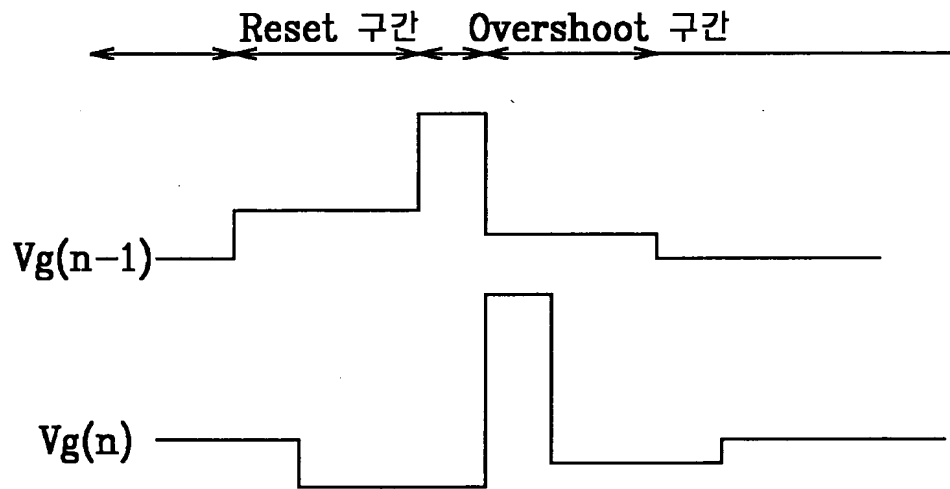 Reset 구간 Overshoot 구간
Vg(n-1)
Vg(n)